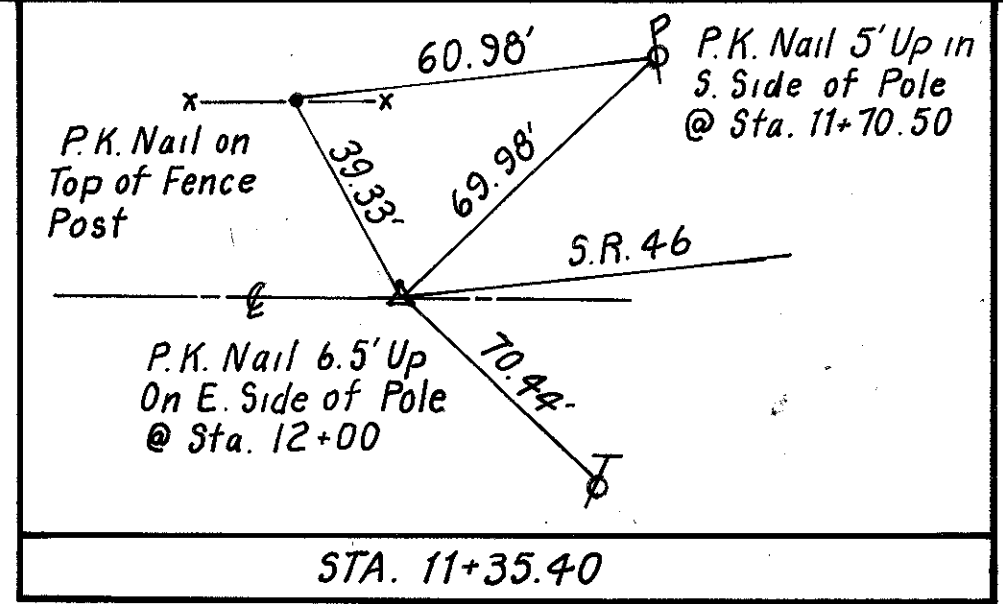 60.98'
P
P.K. Nail 5' Up in
S. Side of Pole
@ Sta. 11+70.50
x
x
P.K. Nail on
Top of Fence
Post
39.33'
69.98'
S.R. 46
℄
P.K. Nail 6.5' Up
On E. Side of Pole
@ Sta. 12+00
70.44'
T
STA. 11+35.40